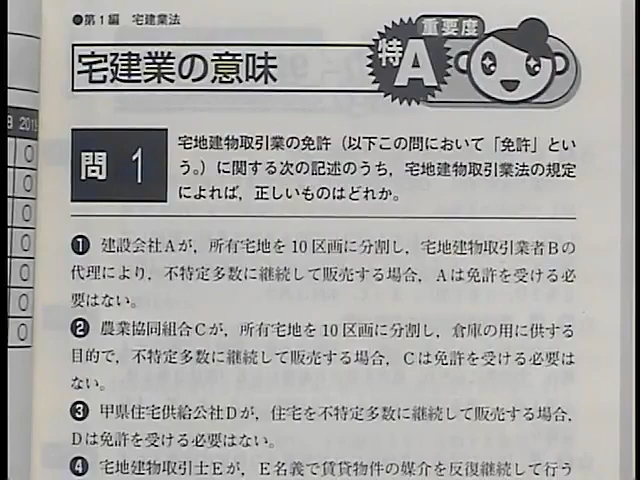 ●第1編 宅建業法
重要度
特A
宅建業の意味
問1
宅地建物取引業の免許（以下この問において「免許」とい
う。）に関する次の記述のうち，宅地建物取引業法の規定
によれば，正しいものはどれか。
❶ 建設会社Aが，所有宅地を10区画に分割し，宅地建物取引業者Bの
代理により，不特定多数に継続して販売する場合，Aは免許を受ける必
要はない。
❷ 農業協同組合Cが，所有宅地を10区画に分割し，倉庫の用に供する
目的で，不特定多数に継続して販売する場合，Cは免許を受ける必要は
ない。
❸ 甲県住宅供給公社Dが，住宅を不特定多数に継続して販売する場合，
Dは免許を受ける必要はない。
❹ 宅地建物取引士Eが，E名義で賃貸物件の媒介を反復継続して行う